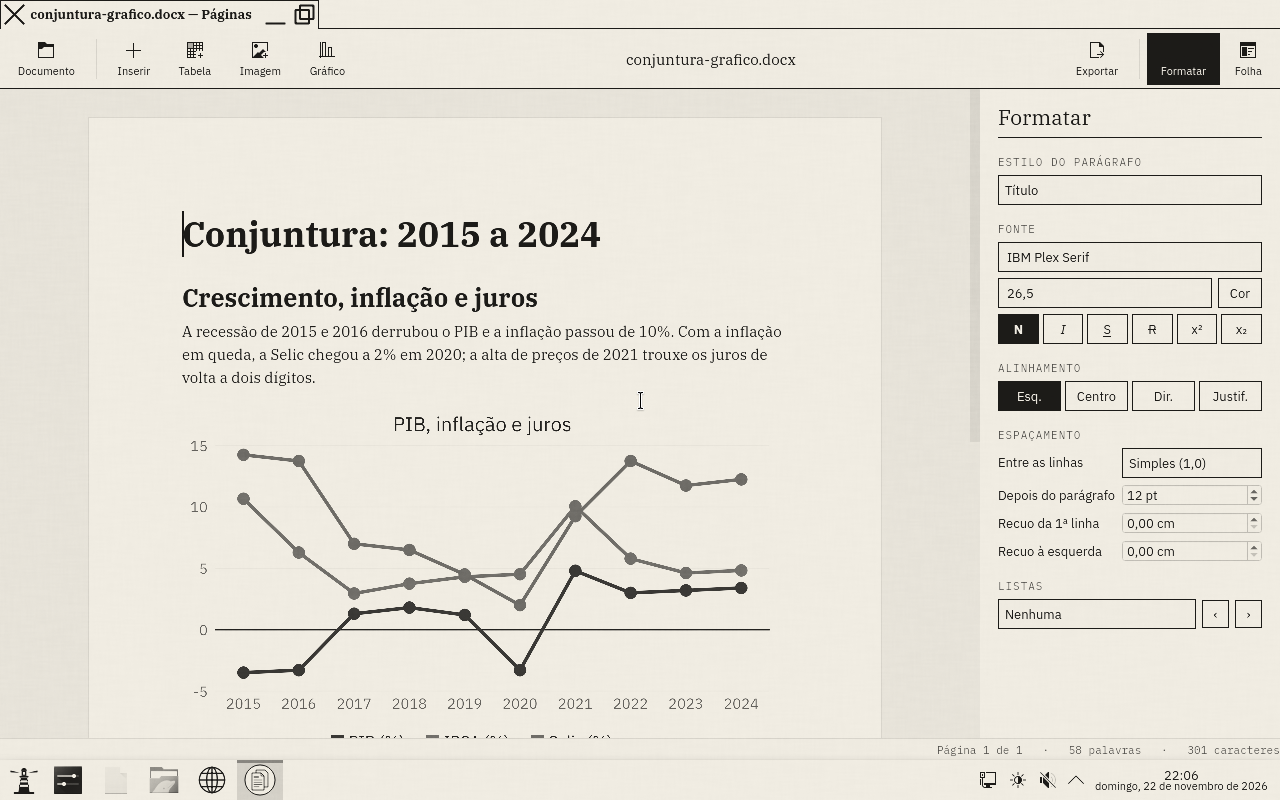 conjuntura-grafico.docx — Páginas
Documento
Inserir
Tabela
Imagem
Gráfico
conjuntura-grafico.docx
Exportar
Formatar
Folha
Conjuntura: 2015 a 2024
Crescimento, inflação e juros
A recessão de 2015 e 2016 derrubou o PIB e a inflação passou de 10%. Com a inflação
em queda, a Selic chegou a 2% em 2020; a alta de preços de 2021 trouxe os juros de
volta a dois dígitos.
PIB, inflação e juros
15
10
5
0
-5
2015 2016 2017 2018 2019 2020 2021 2022 2023 2024
PIB (%) IPCA (%) Selic (%)
Formatar
ESTILO DO PARÁGRAFO
Título
FONTE
IBM Plex Serif
26,5
Cor
N I S R x² x₂
ALINHAMENTO
Esq. Centro Dir. Justif.
ESPAÇAMENTO
Entre as linhas Simples (1,0)
Depois do parágrafo 12 pt
Recuo da 1ª linha 0,00 cm
Recuo à esquerda 0,00 cm
LISTAS
Nenhuma ‹ ›
Página 1 de 1 · 58 palavras · 301 caracteres
22:06
domingo, 22 de novembro de 2026